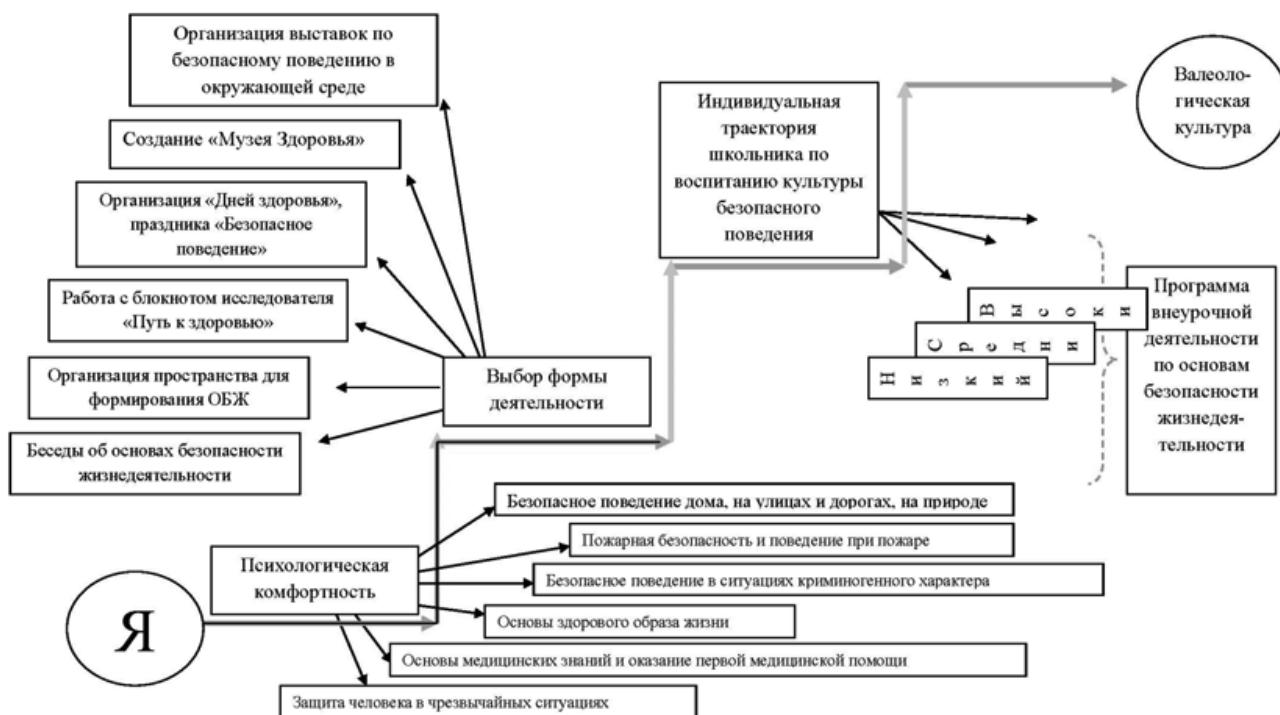 Организация выставок по
безопасному поведению в
окружающей среде
Создание «Музея Здоровья»
Организация «Дней здоровья»,
праздника «Безопасное
поведение»
Работа с блокнотом исследователя
«Путь к здоровью»
Организация пространства для
формирования ОБЖ
Беседы об основах безопасности
жизнедеятельности
Выбор формы
деятельности
Индивидуальная
траектория
школьника по
воспитанию культуры
безопасного
поведения
Валеоло-
гическая
культура
Высоки
Средни
Низкий
Программа
внеурочной
деятельности
по основам
безопасности
жизнедея-
тельности
Я
Психологическая
комфортность
Безопасное поведение дома, на улицах и дорогах, на природе
Пожарная безопасность и поведение при пожаре
Безопасное поведение в ситуациях криминогенного характера
Основы здорового образа жизни
Основы медицинских знаний и оказание первой медицинской помощи
Защита человека в чрезвычайных ситуациях